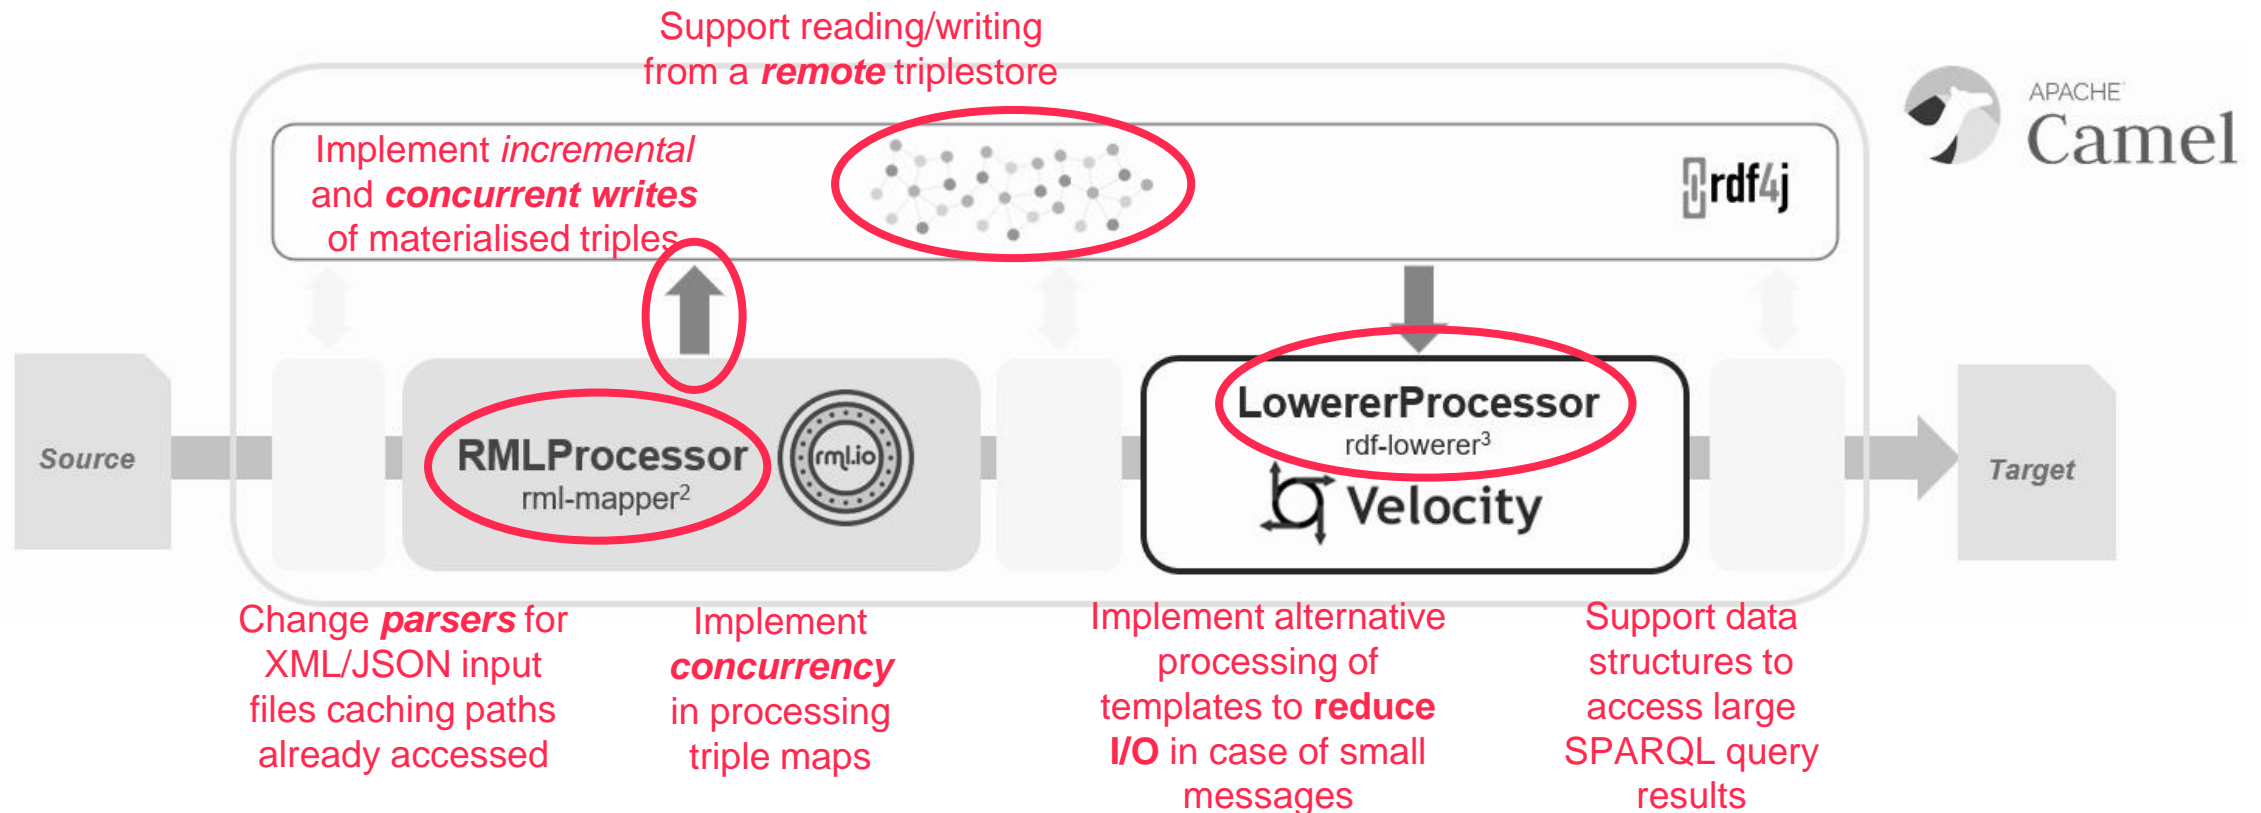 Support reading/writing
from a remote triplestore
APACHE
Camel
Implement incremental
and concurrent writes
of materialised triples
rdf4j
Source
RMLProcessor
rml-mapper²
rml.io
LowererProcessor
rdf-lowerer³
Velocity
Target
Change parsers for
XML/JSON input
files caching paths
already accessed
Implement
concurrency
in processing
triple maps
Implement alternative
processing of
templates to reduce
I/O in case of small
messages
Support data
structures to
access large
SPARQL query
results